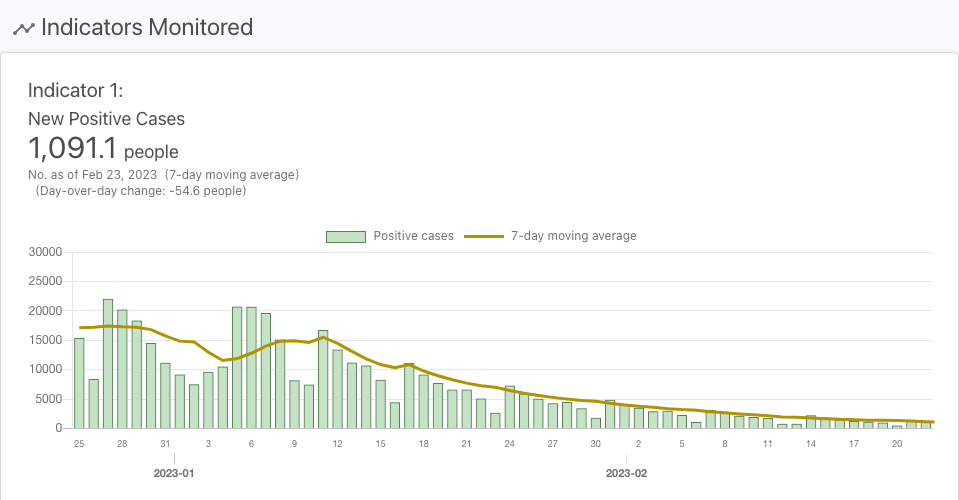 Indicators Monitored
Indicator 1:
New Positive Cases
1,091.1 people
No. as of Feb 23, 2023 (7-day moving average)
(Day-over-day change: -54.6 people)
Positive cases 7-day moving average
30000
25000
20000
15000
10000
5000
0
25 28 31 3 6 9 12 15 18 21 24 27 30 2 5 8 11 14 17 20
2023-01 2023-02